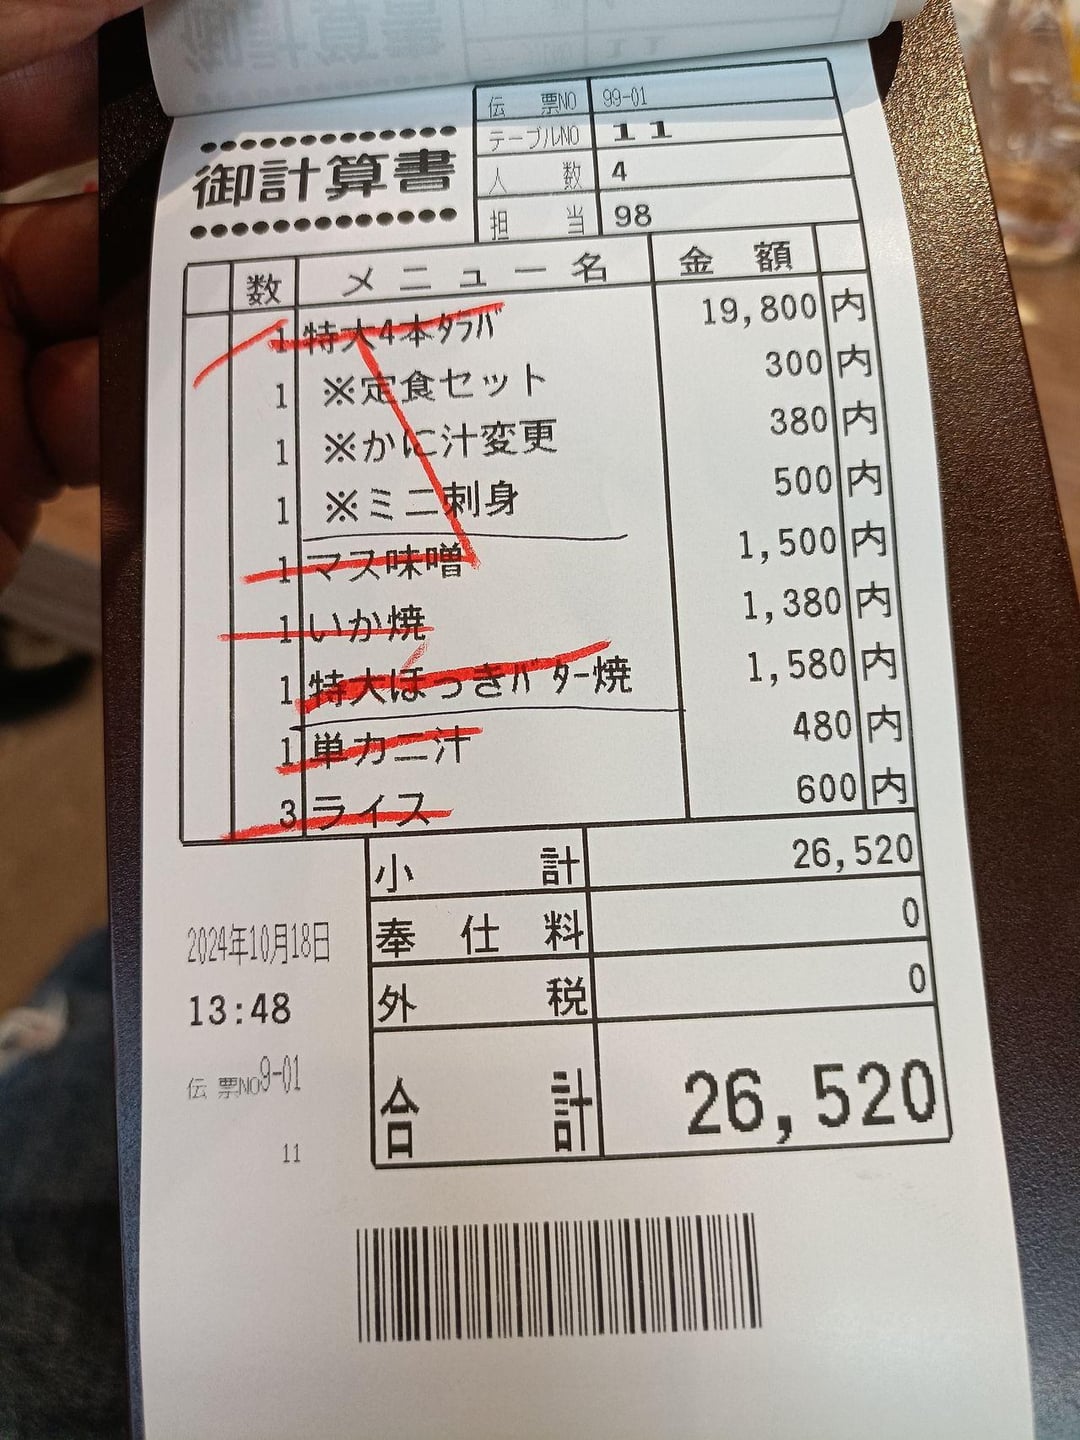 伝票NO 99-01
テーブルNO 11
人数 4
担当 98
御計算書
数 メニュー名 金額
1 特大4本ﾀﾗﾊﾞ 19,800 内
1 ※定食セット 300 内
1 ※かに汁変更 380 内
1 ※ミニ刺身 500 内
1 マス味噌 1,500 内
1 いか焼 1,380 内
1 特大ほっきﾊﾞﾀｰ焼 1,580 内
1 単カニ汁 480 内
3 ライス 600 内
小計 26,520
奉仕料 0
外税 0
合計 26,520
2024年10月18日
13:48
伝票NO9-01
11